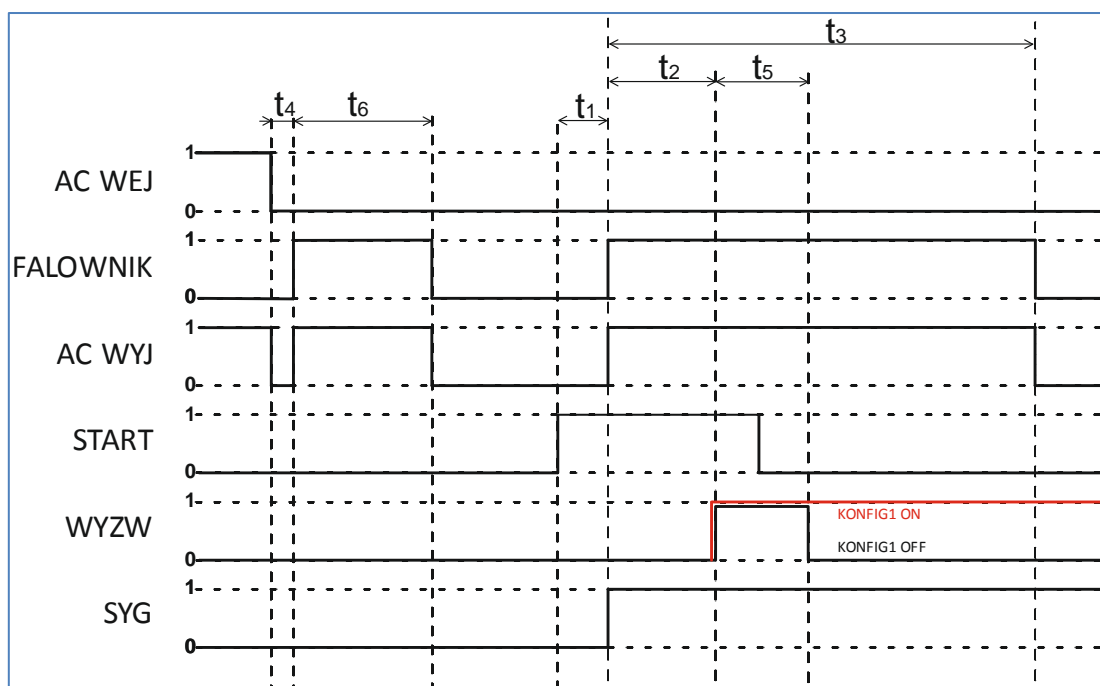 t3
t2 t5
t4 t6 t1
1
AC WEJ
0
1
FALOWNIK
0
1
AC WYJ
0
1
START
0
1
WYZW KONFIG1 ON
0 KONFIG1 OFF
1
SYG
0